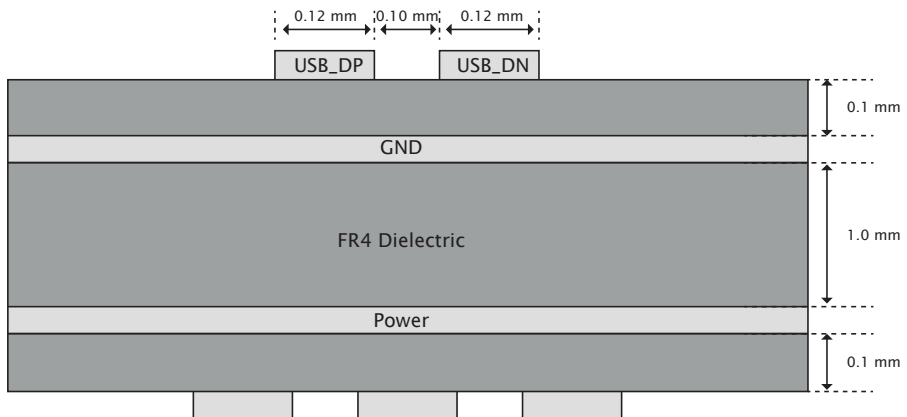 0.12 mm 0.10 mm 0.12 mm
USB_DP USB_DN
0.1 mm
GND
FR4 Dielectric
1.0 mm
Power
0.1 mm